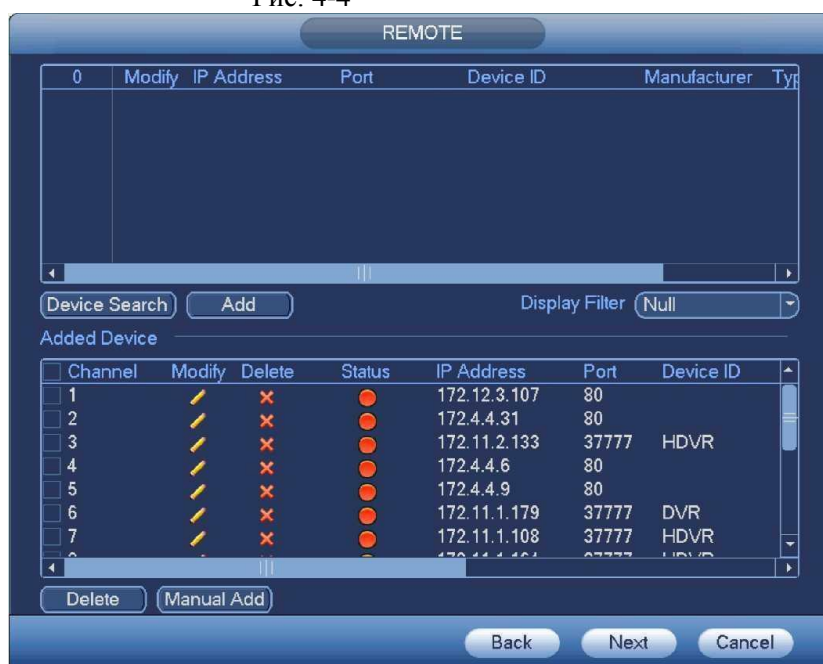 Рис. 4-4
REMOTE
0 Modify IP Address Port Device ID Manufacturer Typ
Device Search Add Display Filter Null
Added Device
Channel Modify Delete Status IP Address Port Device ID
1 172.12.3.107 80
2 172.4.4.31 80
3 172.11.2.133 37777 HDVR
4 172.4.4.6 80
5 172.4.4.9 80
6 172.11.1.179 37777 DVR
7 172.11.1.108 37777 HDVR
Delete Manual Add
Back Next Cancel